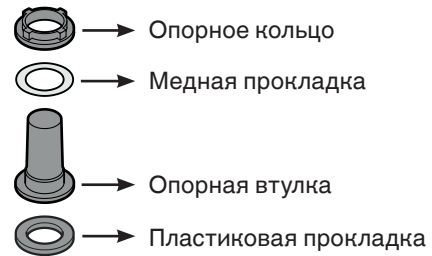 Опорное кольцо
Медная прокладка
Опорная втулка
Пластиковая прокладка